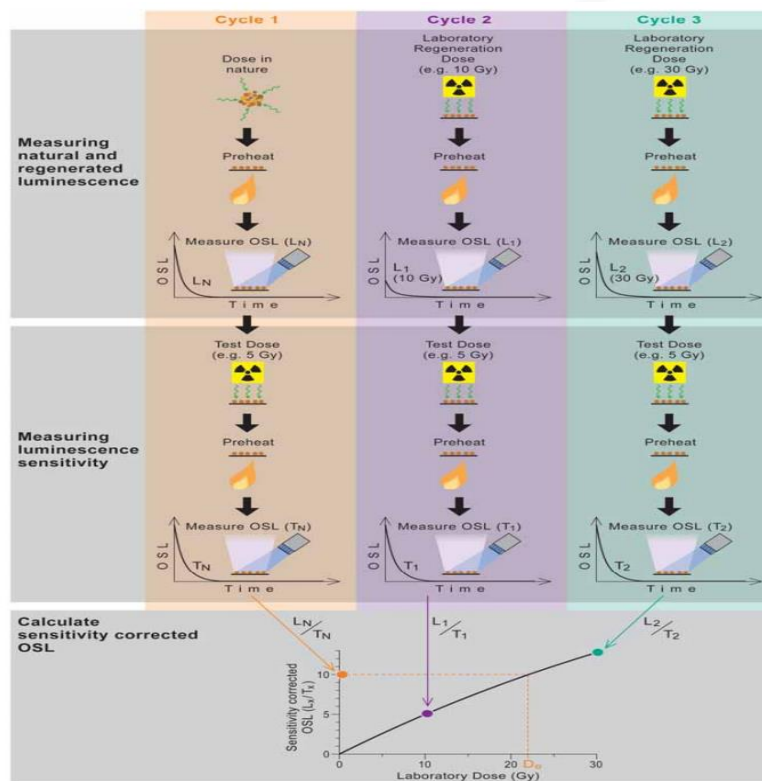 Cycle 1
Cycle 2
Cycle 3
Dose in
nature
Laboratory
Regeneration
Dose
(e.g. 10 Gy)
Laboratory
Regeneration
Dose
(e.g. 30 Gy)
Measuring
natural and
regenerated
luminescence
Preheat
Preheat
Preheat
Measure OSL (LN)
OSL
LN
Time
Measure OSL (L1)
OSL
L1
(10 Gy)
Time
Measure OSL (L2)
OSL
L2
(30 Gy)
Time
Test Dose
(e.g. 5 Gy)
Test Dose
(e.g. 5 Gy)
Test Dose
(e.g. 5 Gy)
Measuring
luminescence
sensitivity
Preheat
Preheat
Preheat
Measure OSL (TN)
OSL
TN
Time
Measure OSL (T1)
OSL
T1
Time
Measure OSL (T2)
OSL
T2
Time
Calculate
sensitivity corrected
OSL
LN/TN
L1/T1
L2/T2
Sensitivity corrected
OSL (Lx/Tx)
10
5
0
0
10
20
De
30
Laboratory Dose (Gy)